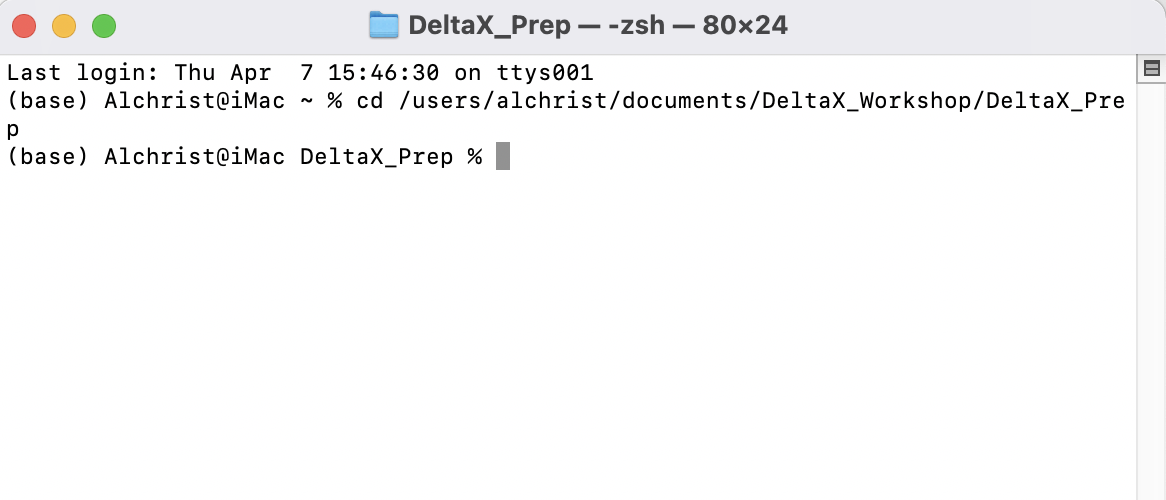 DeltaX_Prep — -zsh — 80×24
Last login: Thu Apr  7 15:46:30 on ttys001
(base) Alchrist@iMac ~ % cd /users/alchrist/documents/DeltaX_Workshop/DeltaX_Pre
p
(base) Alchrist@iMac DeltaX_Prep %